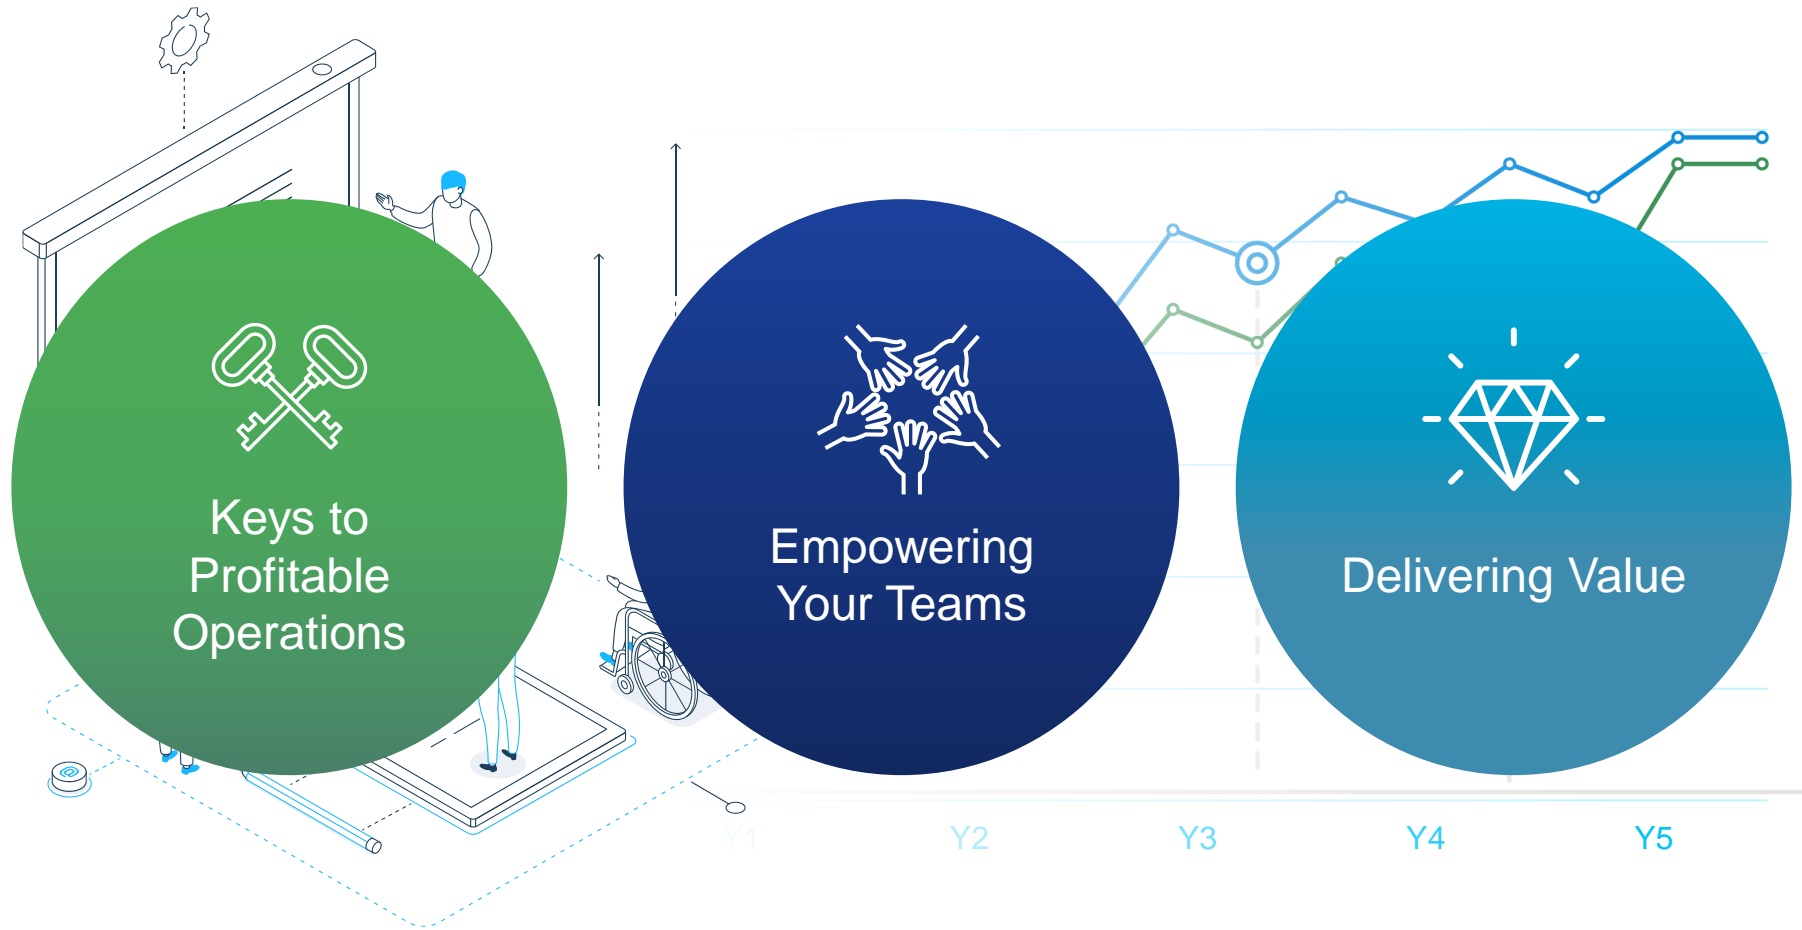 Keys to
Profitable
Operations
Empowering
Your Teams
Delivering Value
Y1
Y2
Y3
Y4
Y5